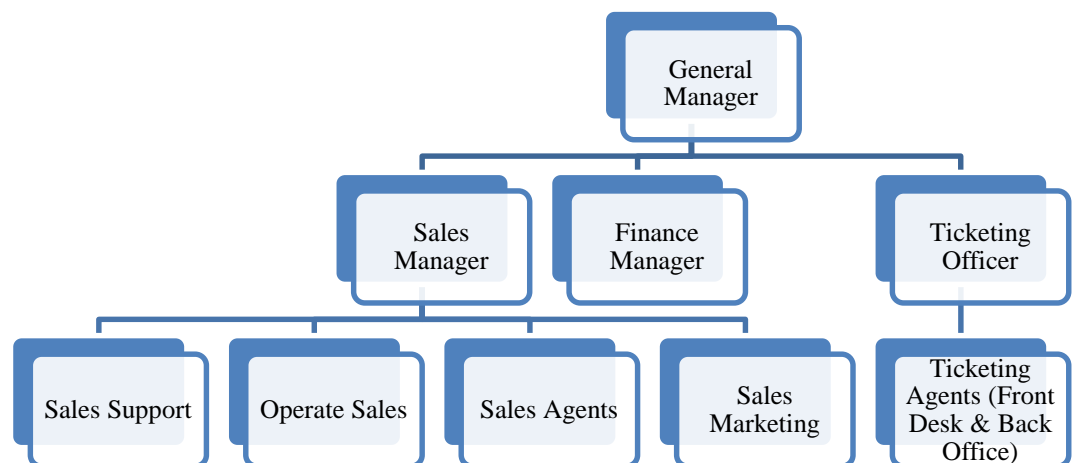 General
Manager
Sales
Manager
Finance
Manager
Ticketing
Officer
Sales Support
Operate Sales
Sales Agents
Sales
Marketing
Ticketing
Agents (Front
Desk & Back
Office)